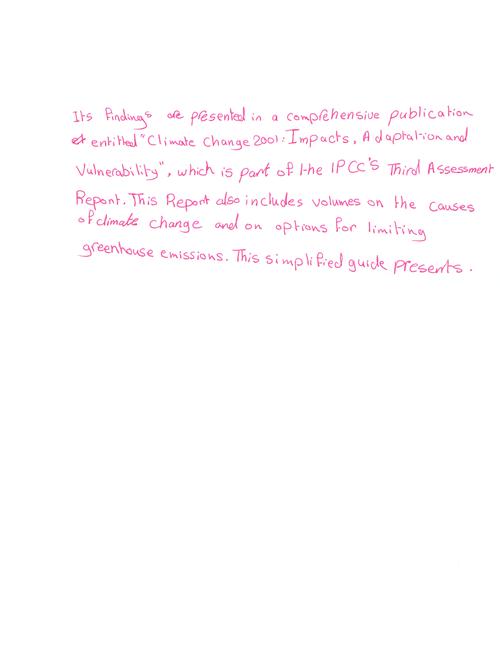 Its findings are presented in a comprehensive publication
entitled "Climate Change 2001: Impacts, Adaptation and
Vulnerability", which is part of the IPCC's Third Assessment
Report. This Report also includes volumes on the causes
of climate change and on options for limiting
greenhouse emissions. This simplified guide presents.